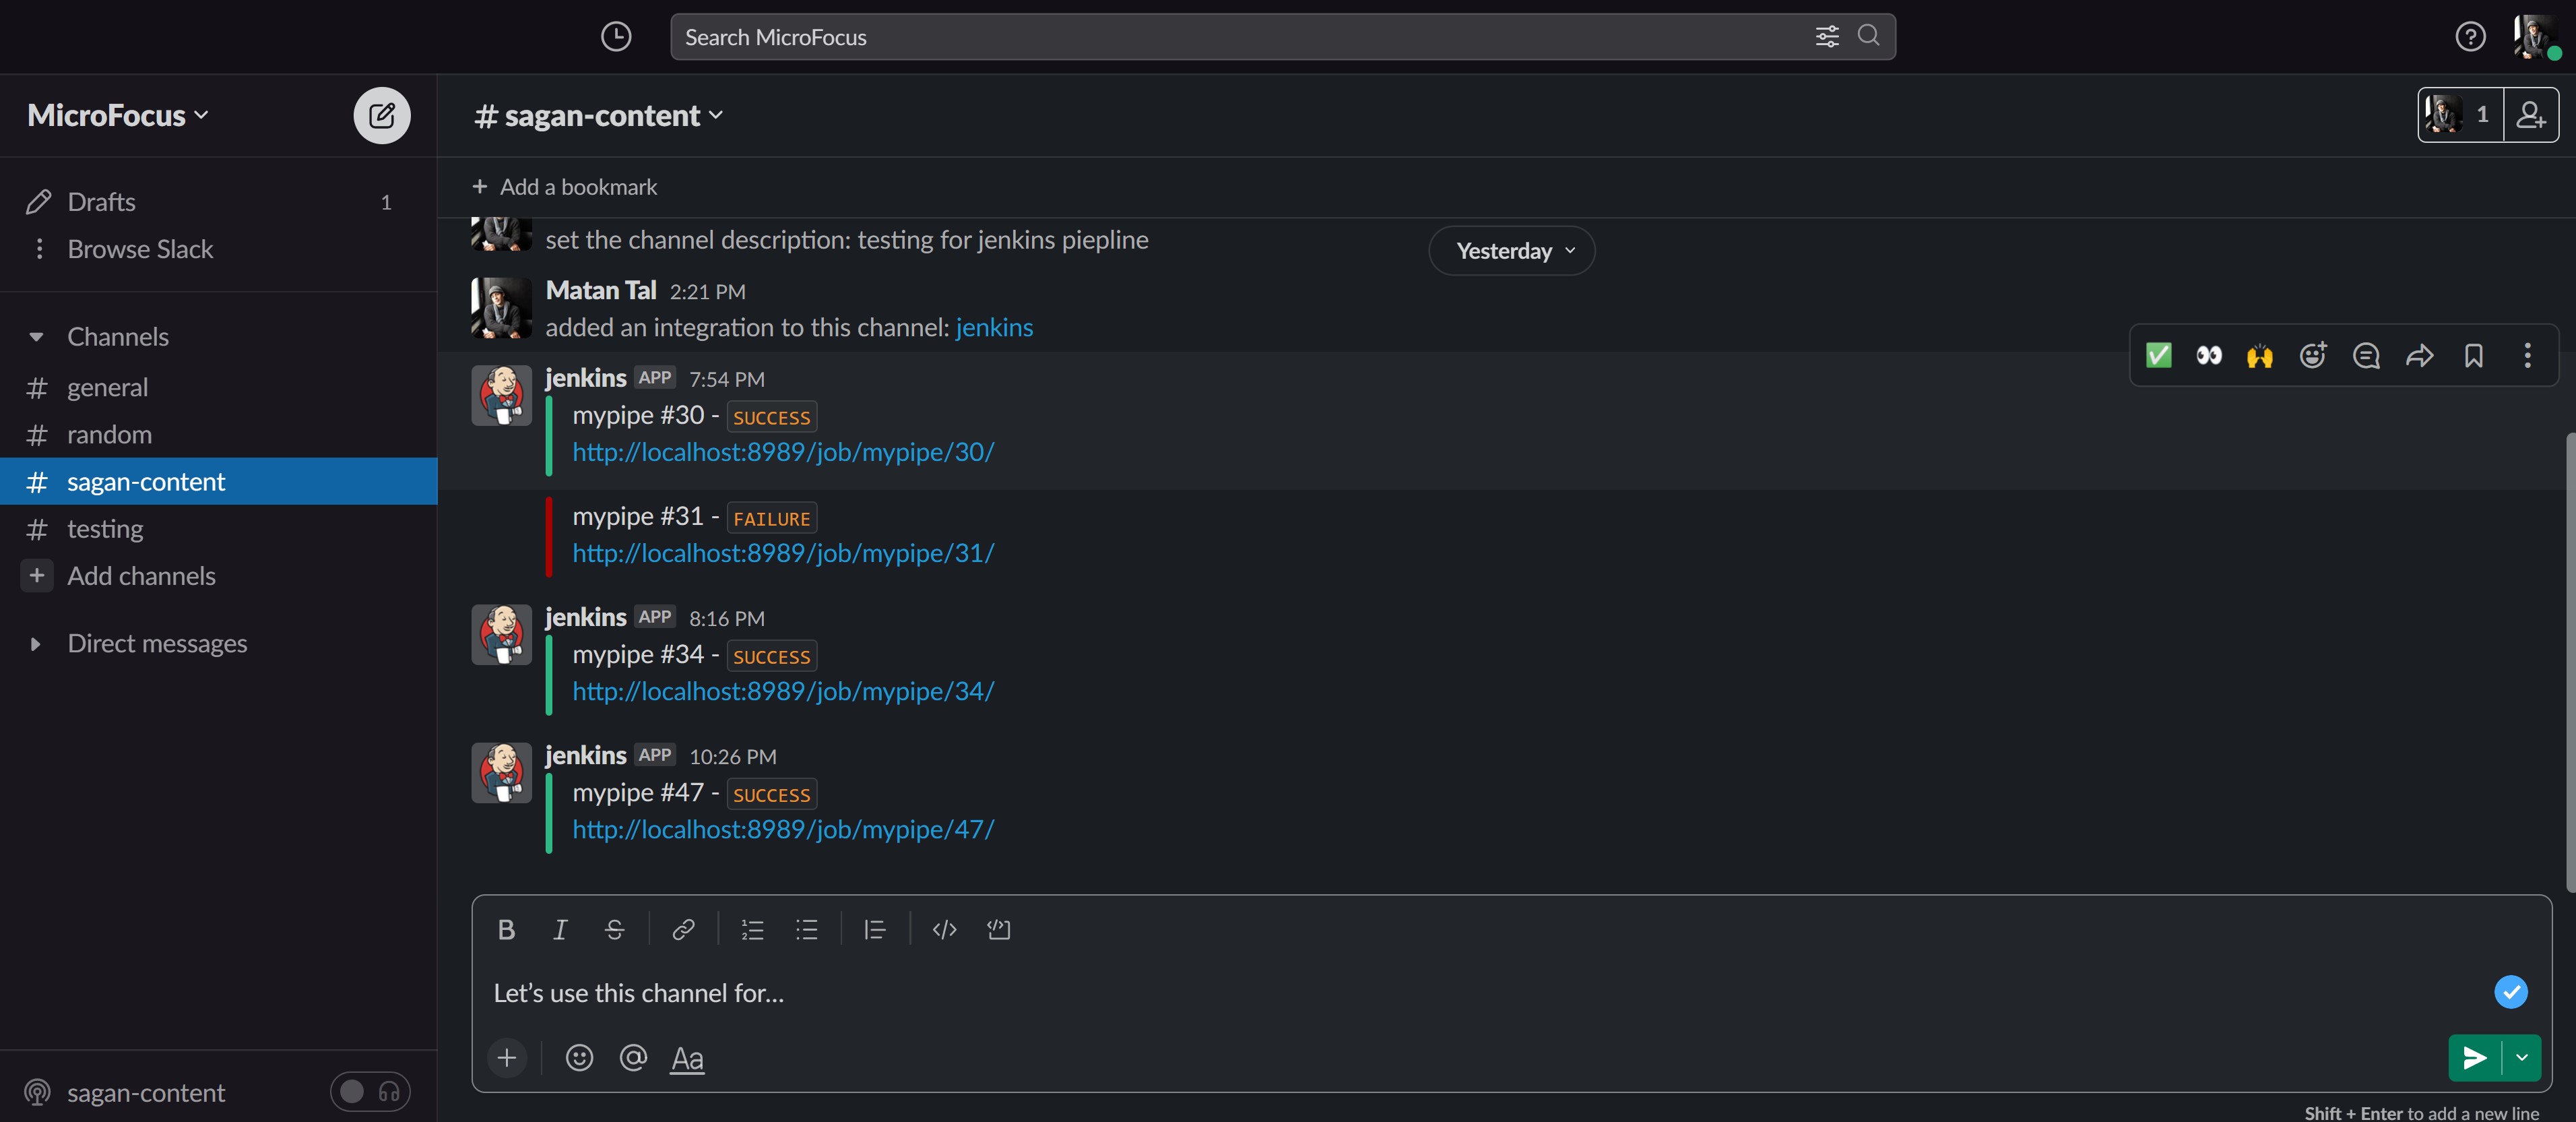 Search MicroFocus
MicroFocus
Drafts 1
Browse Slack
Channels
# general
# random
# sagan-content
# testing
+ Add channels
Direct messages
sagan-content
# sagan-content
1
+ Add a bookmark
set the channel description: testing for jenkins piepline
Yesterday
Matan Tal 2:21 PM
added an integration to this channel: jenkins
jenkins APP 7:54 PM
mypipe #30 - SUCCESS
http://localhost:8989/job/mypipe/30/
mypipe #31 - FAILURE
http://localhost:8989/job/mypipe/31/
jenkins APP 8:16 PM
mypipe #34 - SUCCESS
http://localhost:8989/job/mypipe/34/
jenkins APP 10:26 PM
mypipe #47 - SUCCESS
http://localhost:8989/job/mypipe/47/
B I S
Let’s use this channel for...
+ @ Aa
Shift + Enter to add a new line